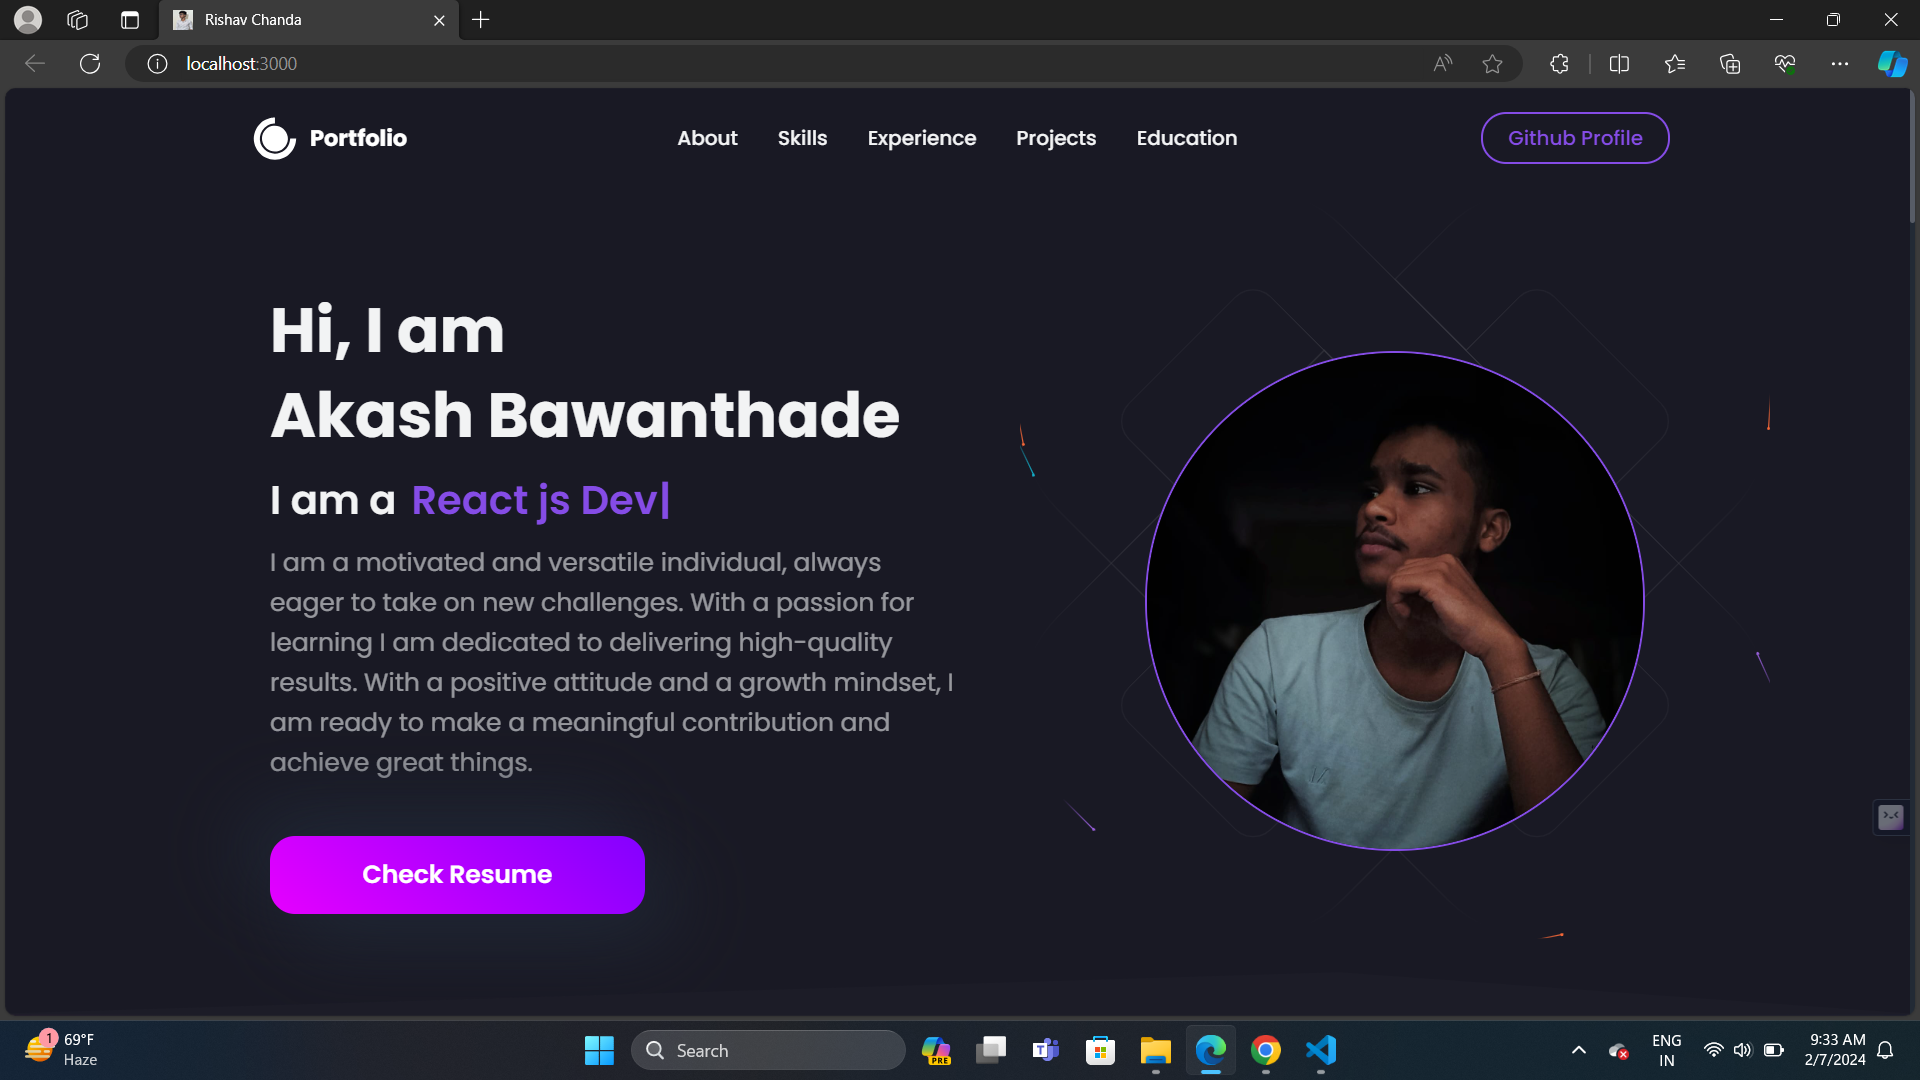 Rishav Chanda
localhost:3000
Portfolio
About
Skills
Experience
Projects
Education
Github Profile
Hi, I am
Akash Bawanthade
I am a React js Dev|
I am a motivated and versatile individual, always
eager to take on new challenges. With a passion for
learning I am dedicated to delivering high-quality
results. With a positive attitude and a growth mindset, I
am ready to make a meaningful contribution and
achieve great things.
Check Resume
1
69°F
Haze
Search
PRE
ENG
IN
9:33 AM
2/7/2024